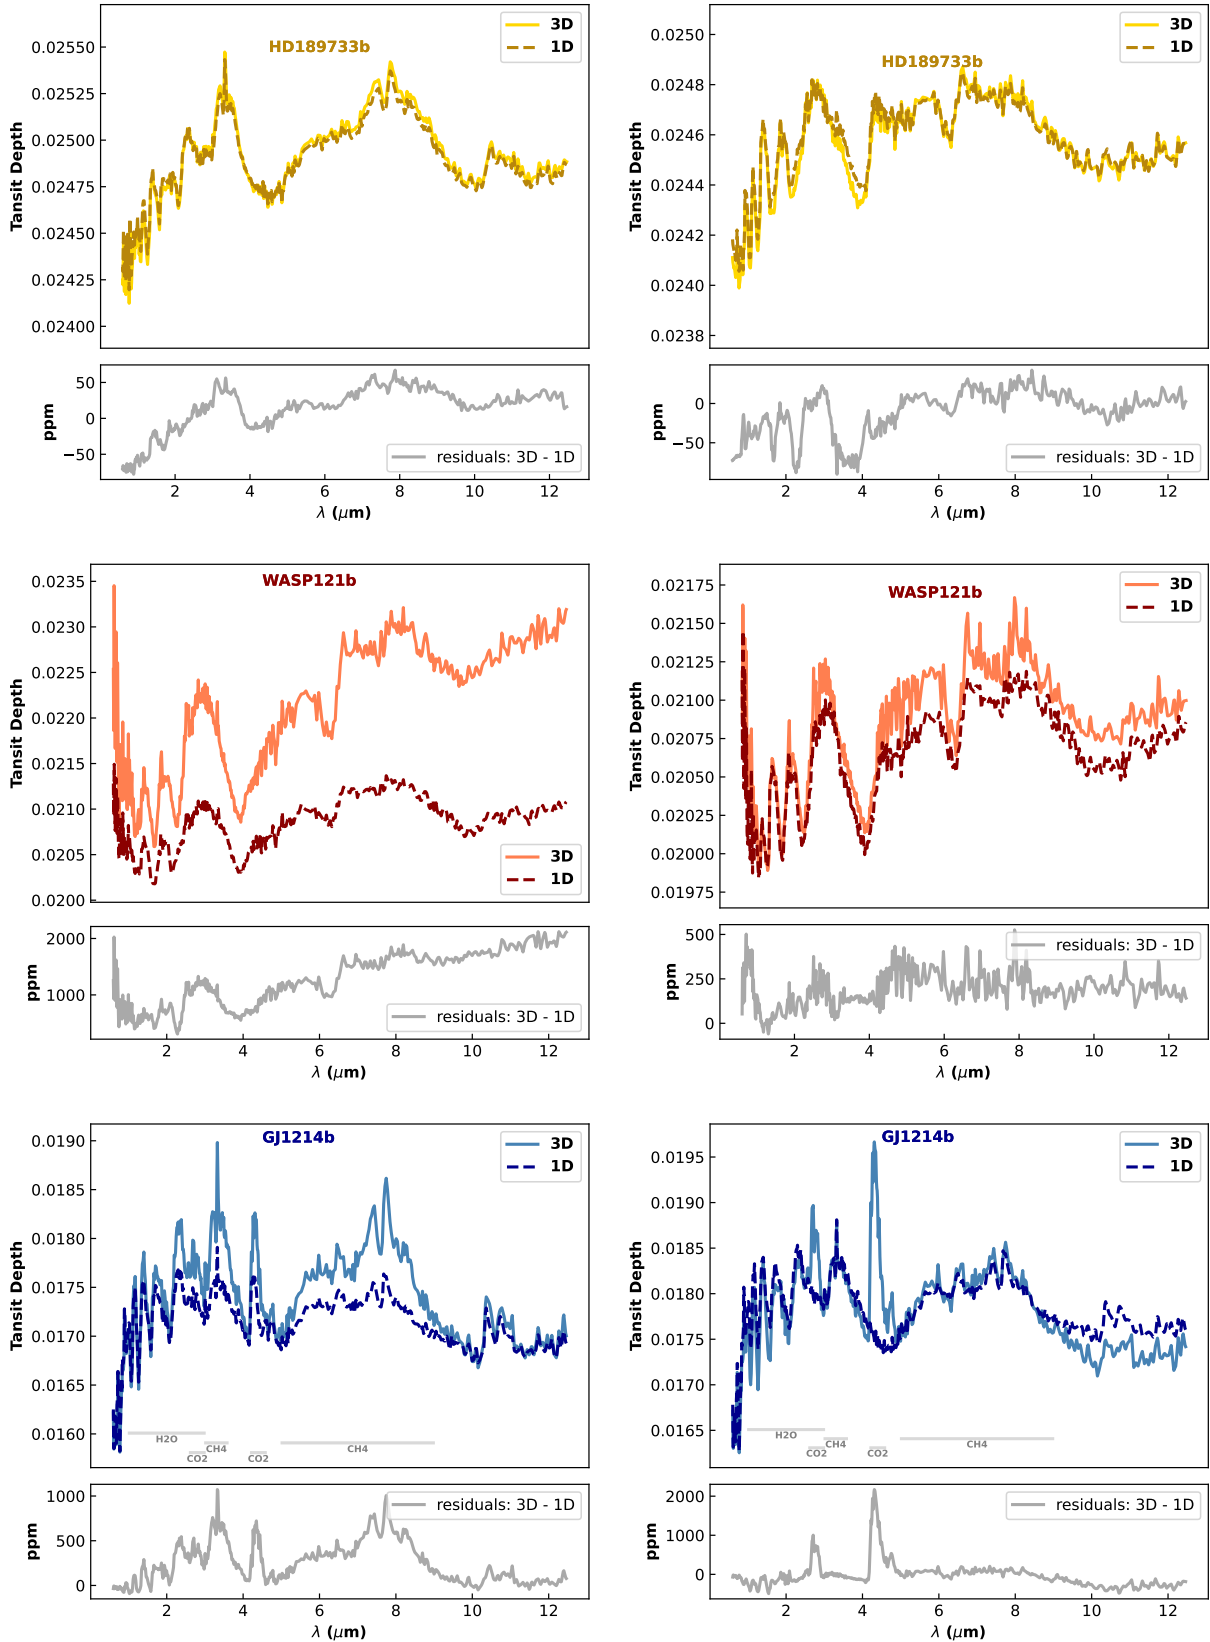 HD189733b
3D
1D
Tansit Depth
0.02550
0.02525
0.02500
0.02475
0.02450
0.02425
0.02400
ppm
50
0
−50
residuals: 3D - 1D
2 4 6 8 10 12
λ (μm)
HD189733b
3D
1D
Tansit Depth
0.0250
0.0249
0.0248
0.0246
0.0244
0.0242
0.0240
0.0238
ppm
0
−50
residuals: 3D - 1D
2 4 6 8 10 12
λ (μm)
WASP121b
3D
1D
Tansit Depth
0.0235
0.0230
0.0225
0.0220
0.0215
0.0210
0.0205
0.0200
ppm
2000
1000
residuals: 3D - 1D
2 4 6 8 10 12
λ (μm)
WASP121b
3D
1D
Tansit Depth
0.02175
0.02150
0.02125
0.02100
0.02075
0.02050
0.02025
0.02000
0.01975
ppm
500
250
0
residuals: 3D - 1D
2 4 6 8 10 12
λ (μm)
GJ1214b
3D
1D
Tansit Depth
0.0190
0.0185
0.0180
0.0175
0.0170
0.0165
0.0160
H2O
CH4
CH4
CO2
CO2
ppm
1000
500
0
residuals: 3D - 1D
2 4 6 8 10 12
λ (μm)
GJ1214b
3D
1D
Tansit Depth
0.0195
0.0190
0.0185
0.0180
0.0175
0.0170
0.0165
H2O
CH4
CH4
CO2
CO2
ppm
2000
1000
0
residuals: 3D - 1D
2 4 6 8 10 12
λ (μm)